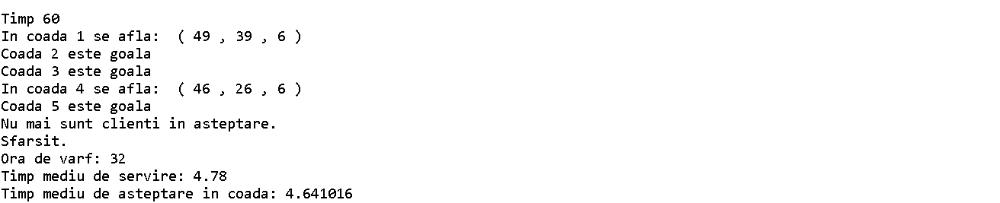 Timp 60
In coada 1 se afla:  ( 49 , 39 , 6 )
Coada 2 este goala
Coada 3 este goala
In coada 4 se afla:  ( 46 , 26 , 6 )
Coada 5 este goala
Nu mai sunt clienti in asteptare.
Sfarsit.
Ora de varf: 32
Timp mediu de servire: 4.78
Timp mediu de asteptare in coada: 4.641016